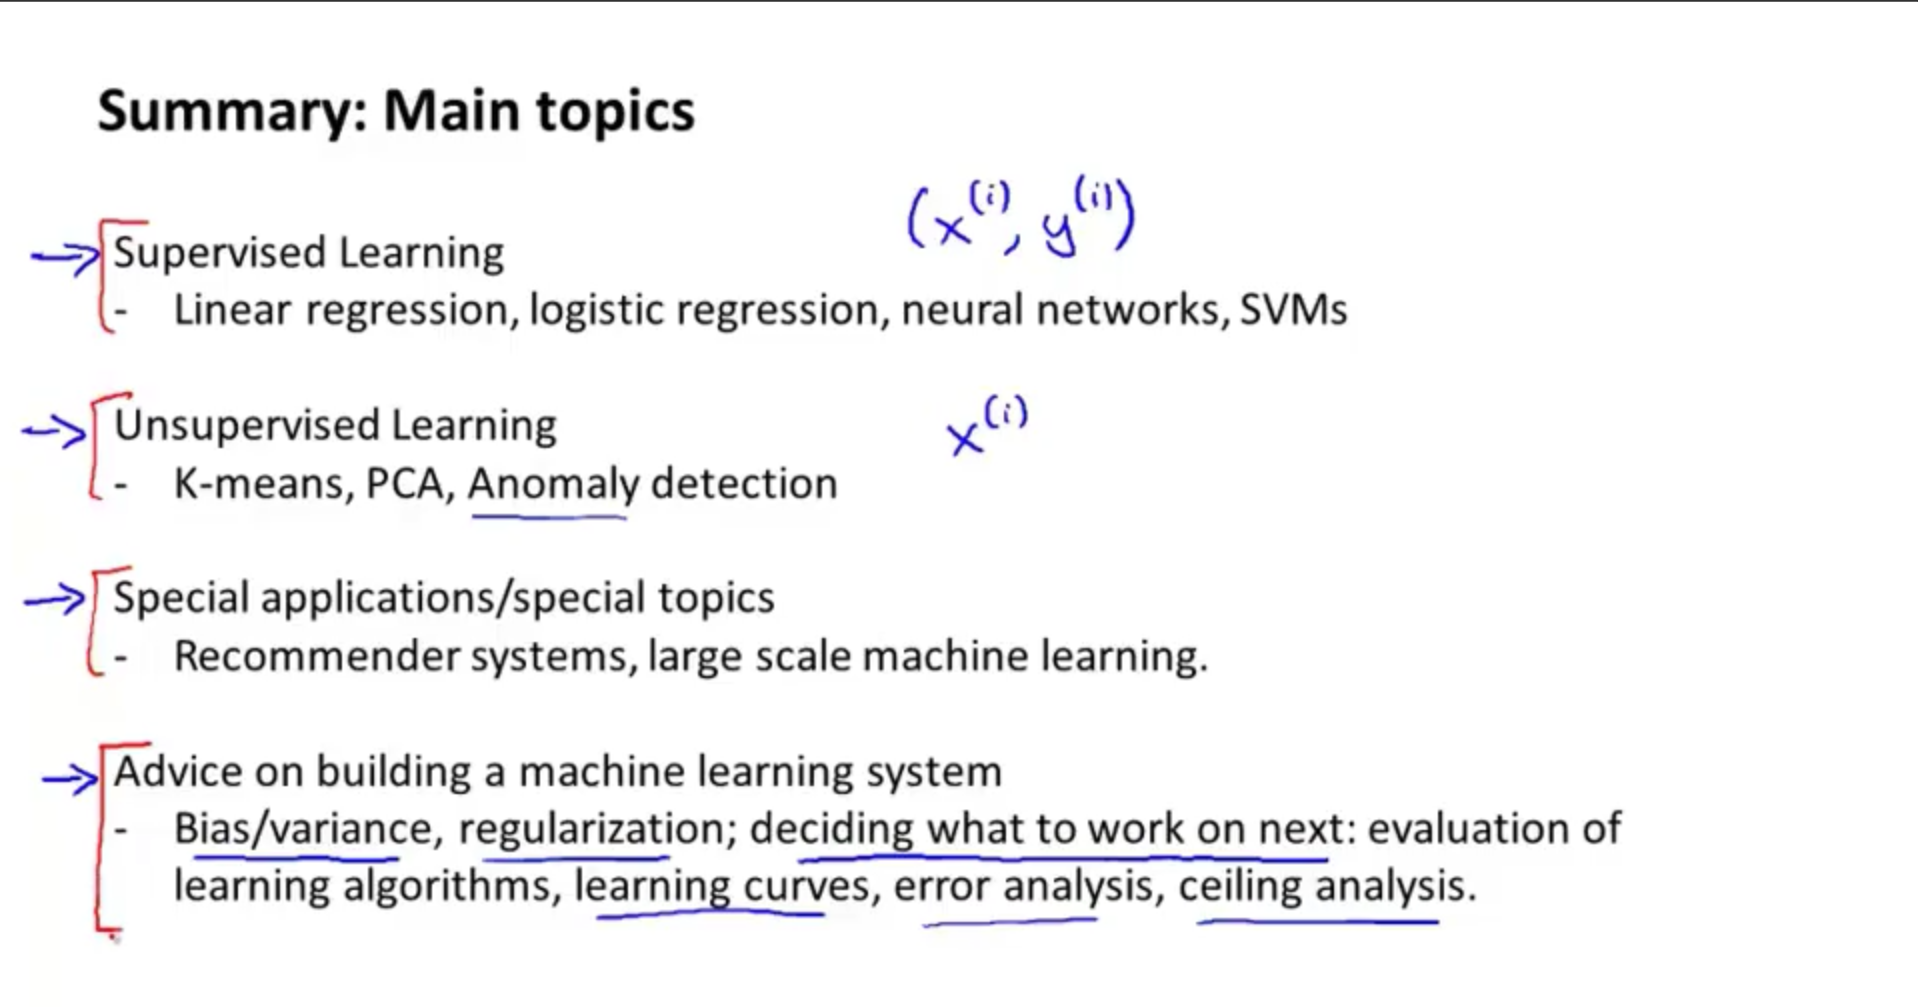 Summary: Main topics
(x^(i), y^(i))
Supervised Learning
- Linear regression, logistic regression, neural networks, SVMs
Unsupervised Learning x^(i)
- K-means, PCA, Anomaly detection
Special applications/special topics
- Recommender systems, large scale machine learning.
Advice on building a machine learning system
- Bias/variance, regularization; deciding what to work on next: evaluation of
learning algorithms, learning curves, error analysis, ceiling analysis.